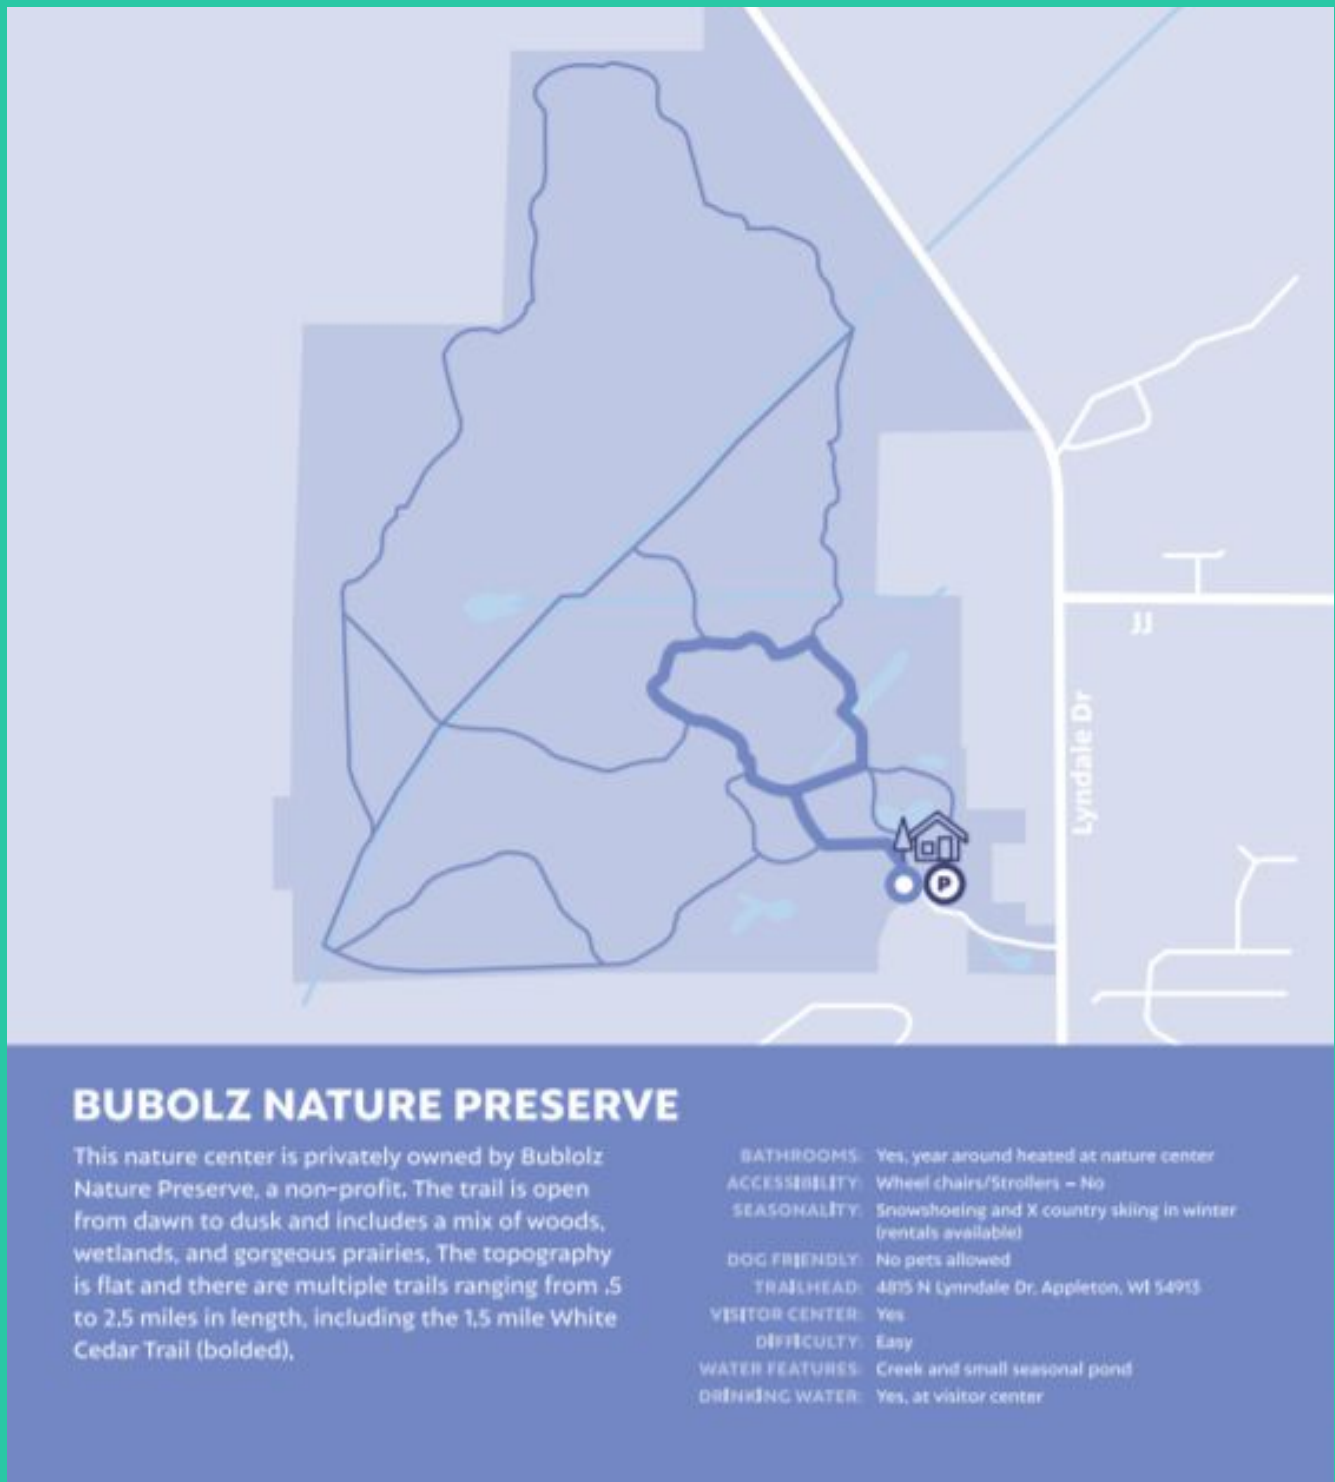 JJ
Lyndale Dr
P
BUBOLZ NATURE PRESERVE
This nature center is privately owned by Bublolz
Nature Preserve, a non-profit. The trail is open
from dawn to dusk and includes a mix of woods,
wetlands, and gorgeous prairies. The topography
is flat and there are multiple trails ranging from .5
to 2.5 miles in length, including the 1.5 mile White
Cedar Trail (bolded).
BATHROOMS: Yes, year around heated at nature center
ACCESSIBILITY: Wheel chairs/Strollers – No
SEASONALITY: Snowshoeing and X country skiing in winter
(rentals available)
DOG FRIENDLY: No pets allowed
TRAILHEAD: 4815 N Lynndale Dr, Appleton, WI 54913
VISITOR CENTER: Yes
DIFFICULTY: Easy
WATER FEATURES: Creek and small seasonal pond
DRINKING WATER: Yes, at visitor center